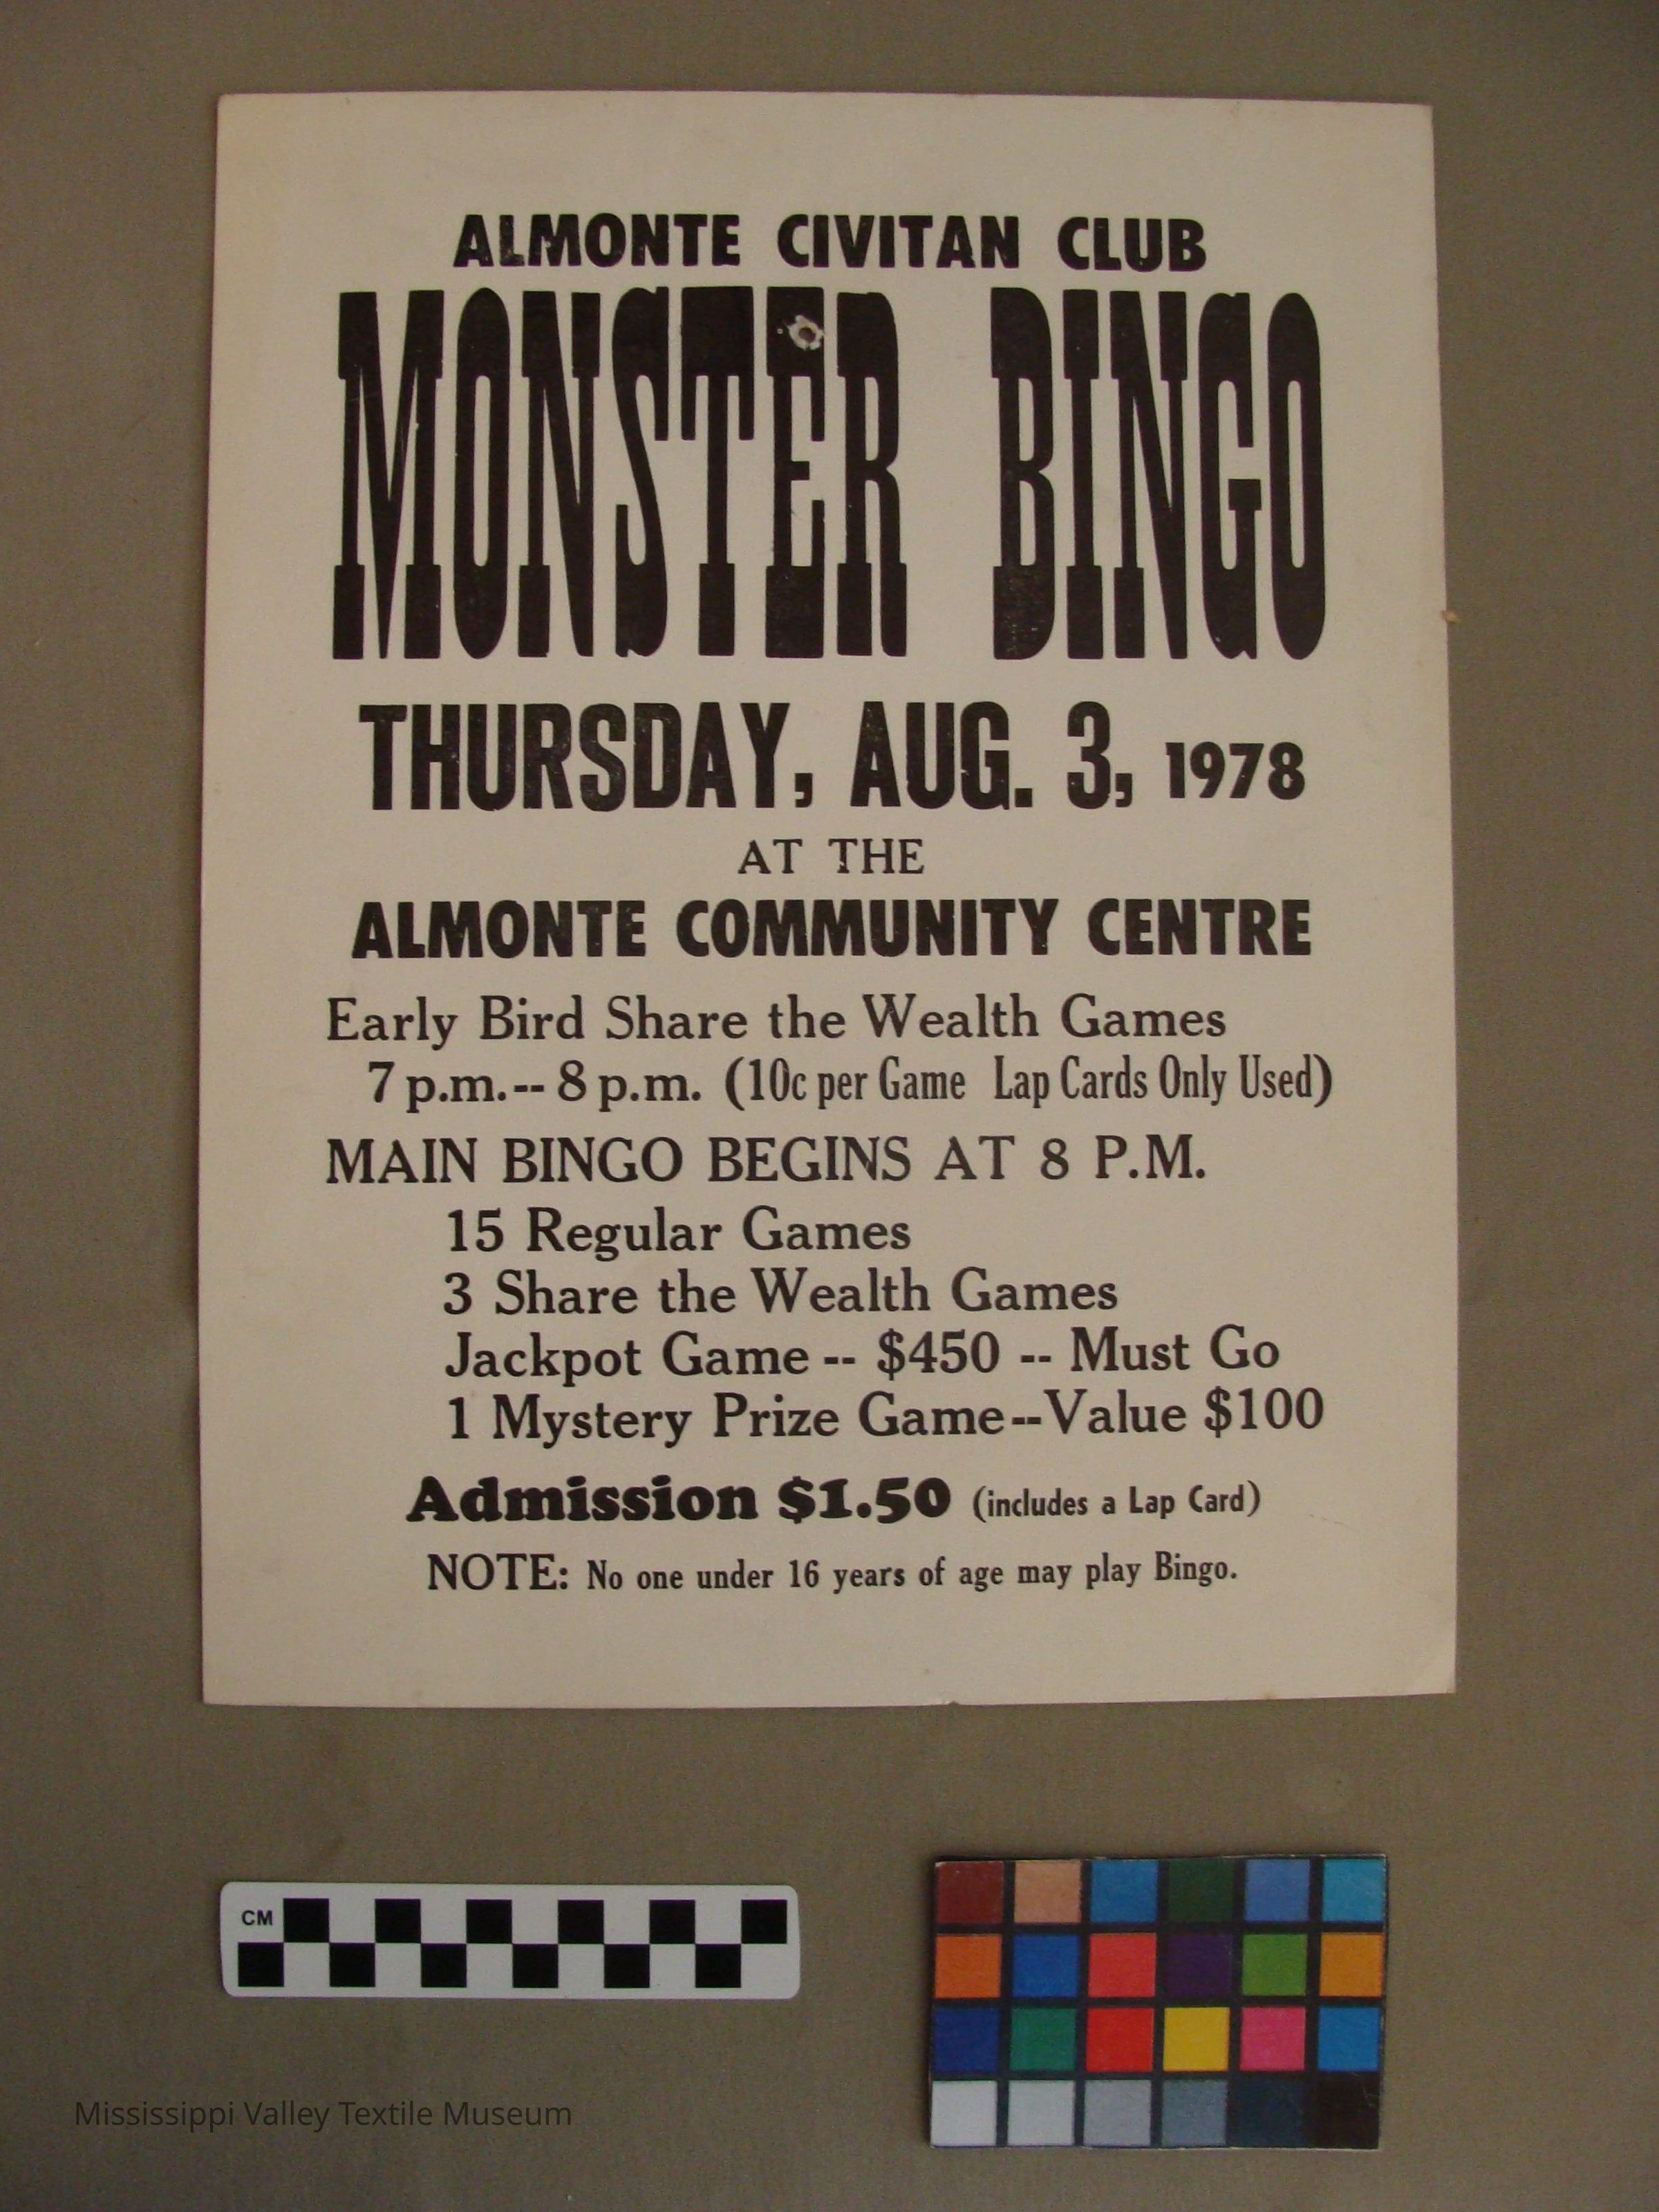 ALMONTE CIVITAN CLUB
MONSTER BINGO
THURSDAY, AUG. 3, 1978
AT THE
ALMONTE COMMUNITY CENTRE
Early Bird Share the Wealth Games
7 p.m. -- 8 p.m. (10c per Game Lap Cards Only Used)
MAIN BINGO BEGINS AT 8 P.M.
15 Regular Games
3 Share the Wealth Games
Jackpot Game -- $450 -- Must Go
1 Mystery Prize Game--Value $100
Admission $1.50 (includes a Lap Card)
NOTE: No one under 16 years of age may play Bingo.
CM
Mississippi Valley Textile Museum